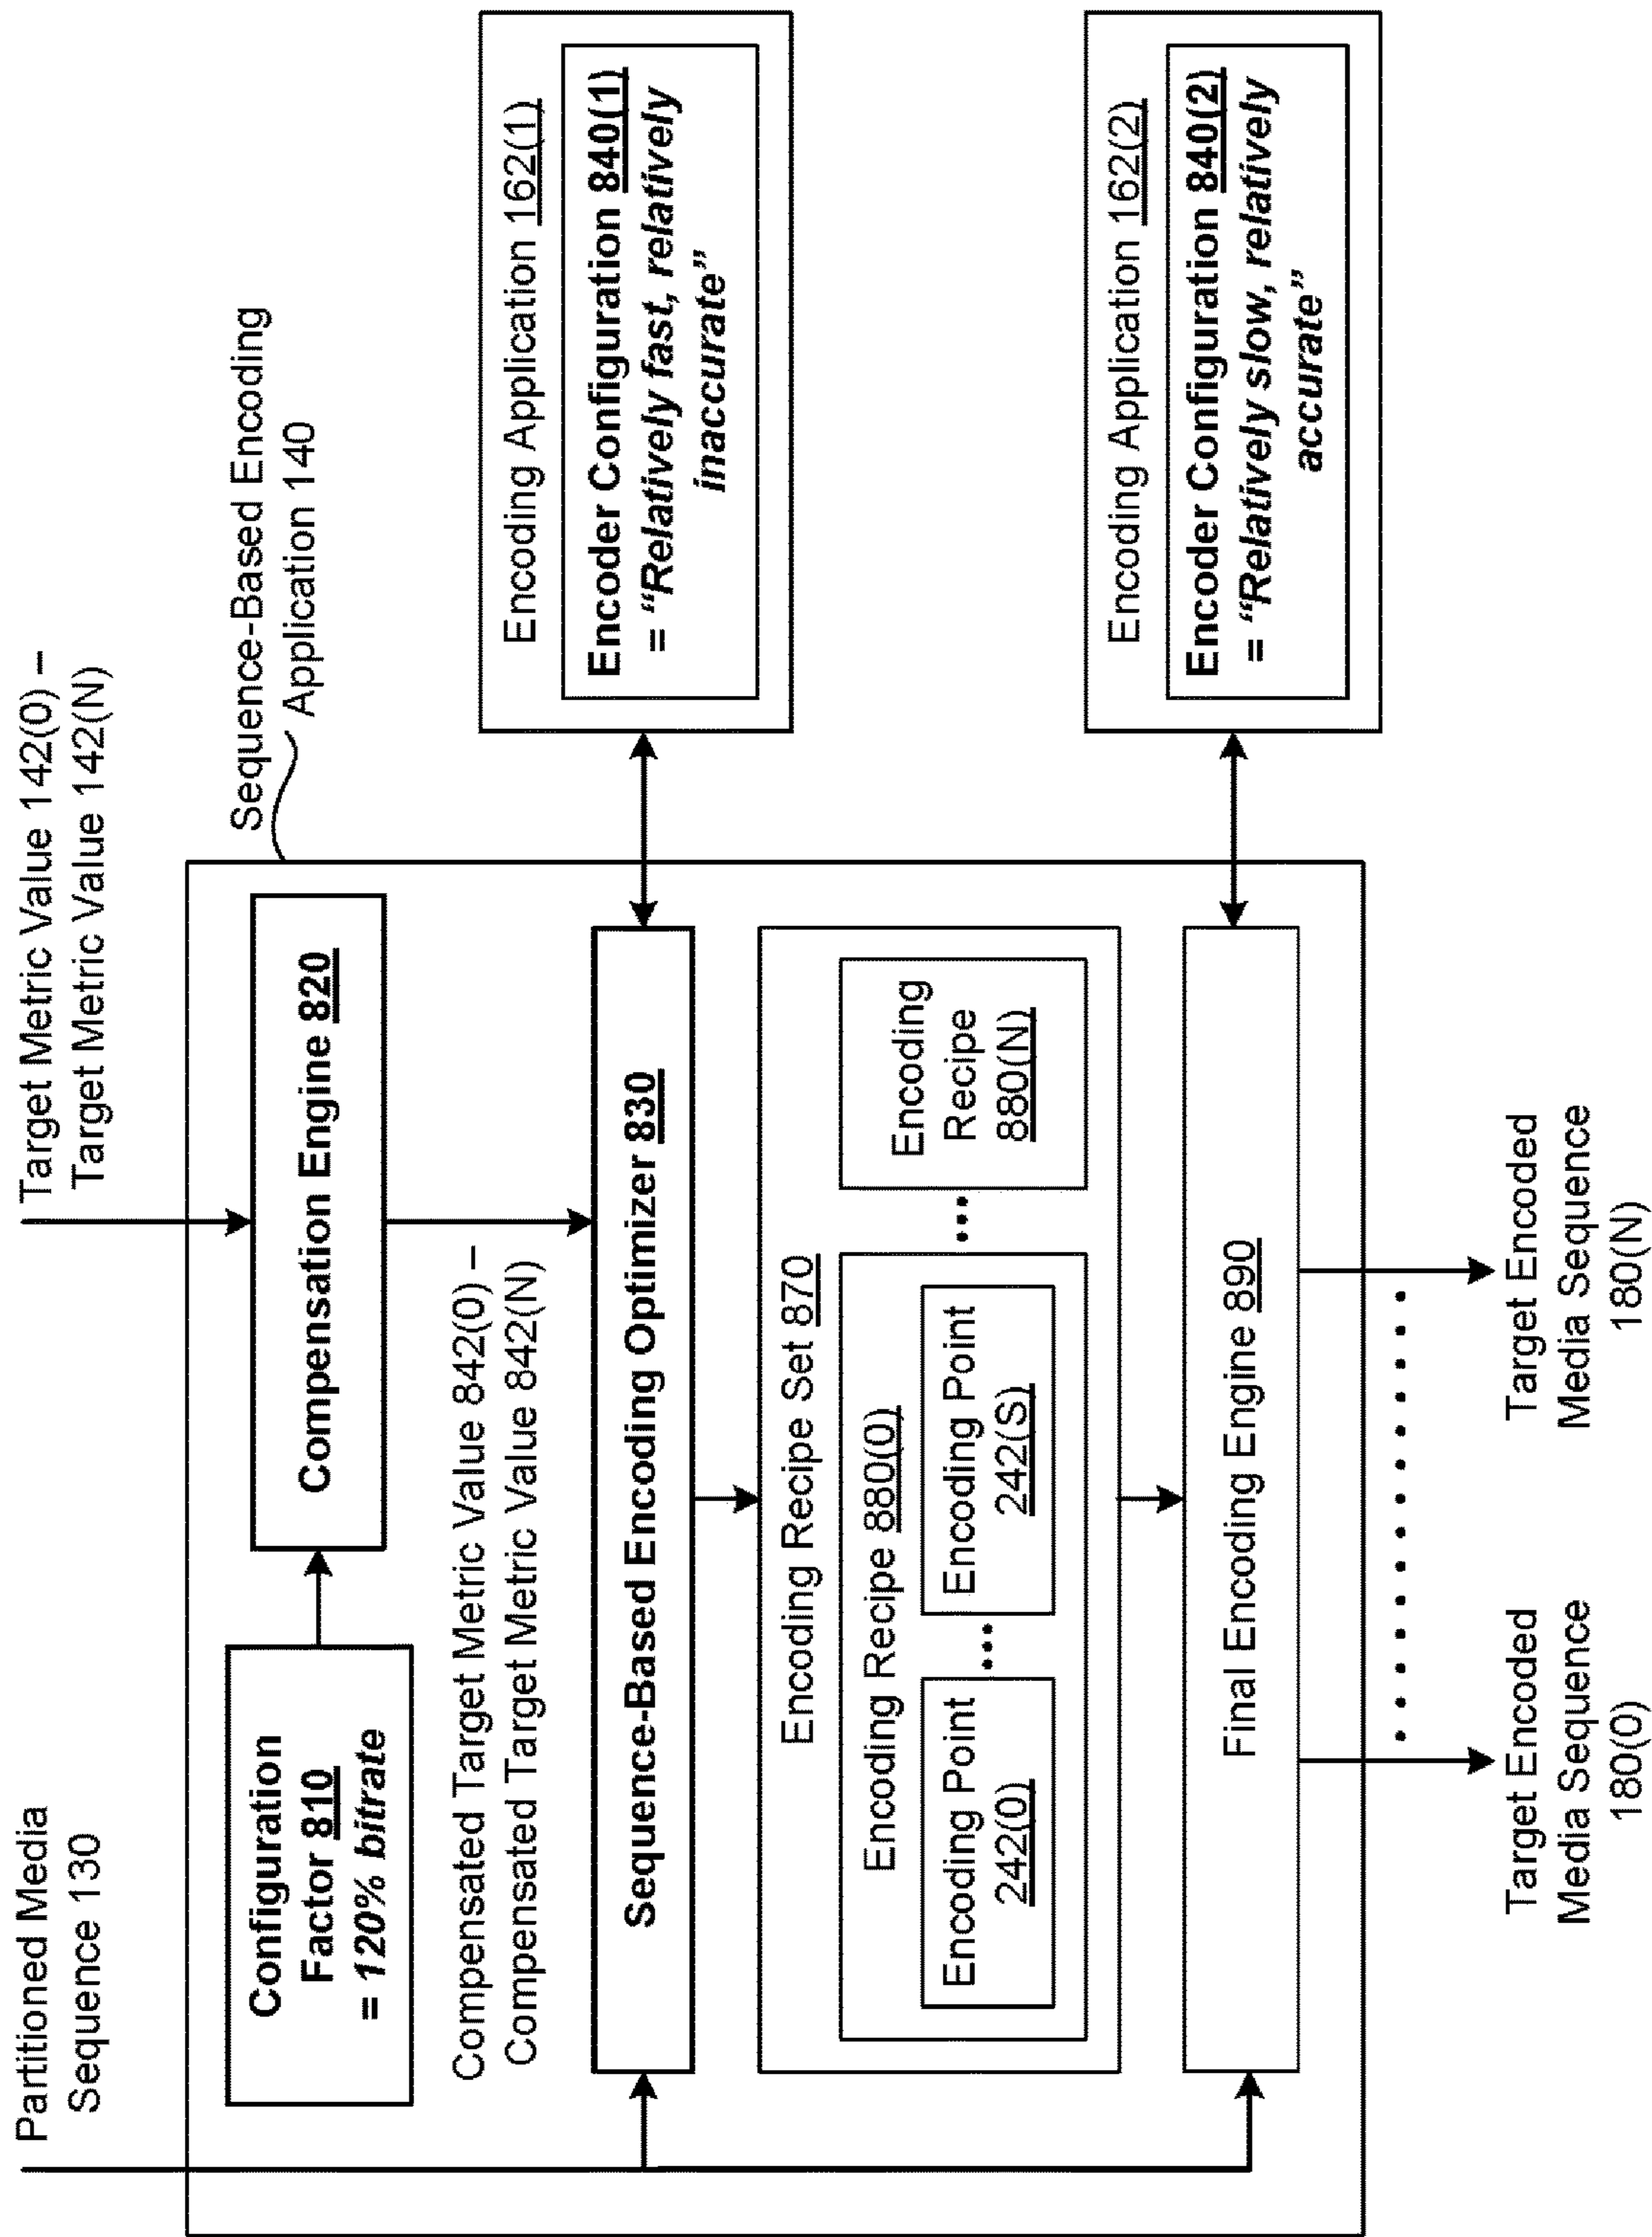 Partitioned Media
Sequence 130
Target Metric Value 142(0) –
Target Metric Value 142(N)
Sequence-Based Encoding
Application 140
Configuration
Factor 810
= 120% bitrate
Compensation Engine 820
Compensated Target Metric Value 842(0) –
Compensated Target Metric Value 842(N)
Sequence-Based Encoding Optimizer 830
Encoding Application 162(1)
Encoder Configuration 840(1)
= “Relatively fast, relatively
inaccurate”
Encoding Recipe Set 870
Encoding Recipe 880(0)
Encoding Point
242(0)
...
Encoding Point
242(S)
...
Encoding
Recipe
880(N)
Final Encoding Engine 890
Encoding Application 162(2)
Encoder Configuration 840(2)
= “Relatively slow, relatively
accurate”
Target Encoded
Media Sequence
180(0)
Target Encoded
Media Sequence
180(N)